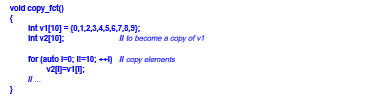 void copy_fct()
{
int v1[10] = {0,1,2,3,4,5,6,7,8,9};
int v2[10]; // to become a copy of v1
for (auto i=0; i!=10; ++i) // copy elements
v2[i]=v1[i];
// ...
}